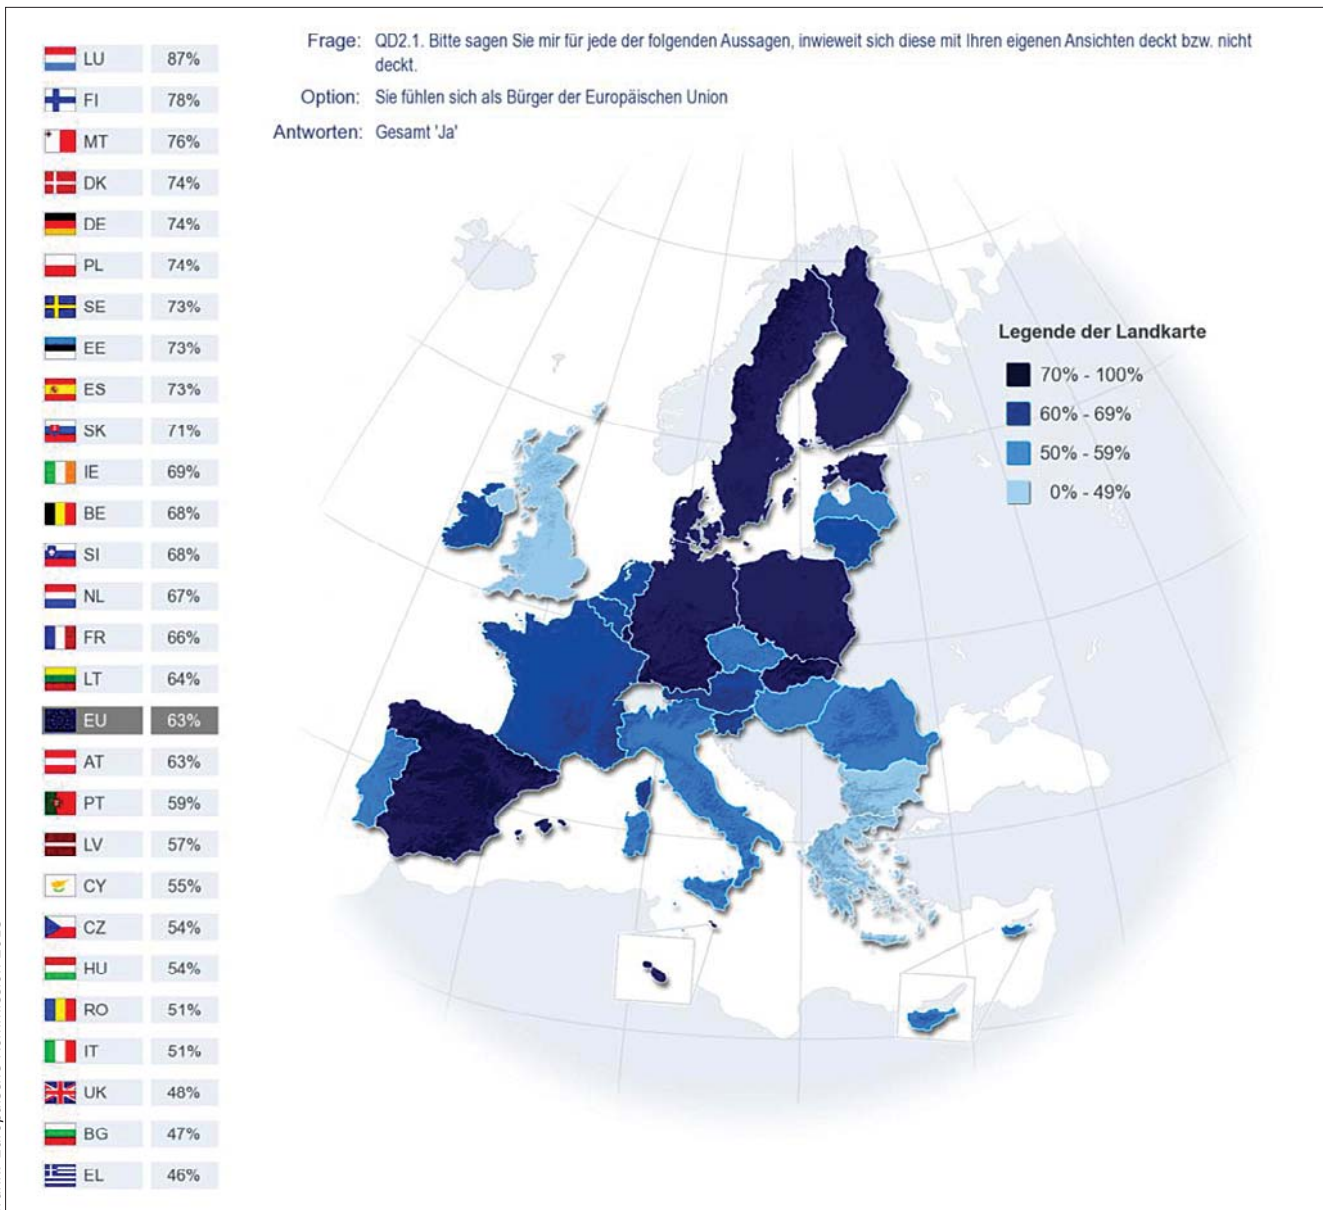 Frage: QD2.1. Bitte sagen Sie mir für jede der folgenden Aussagen, inwieweit sich diese mit Ihren eigenen Ansichten deckt bzw. nicht
deckt.
Option: Sie fühlen sich als Bürger der Europäischen Union
Antworten: Gesamt 'Ja'
LU 87%
FI 78%
MT 76%
DK 74%
DE 74%
PL 74%
SE 73%
EE 73%
ES 73%
SK 71%
IE 69%
BE 68%
SI 68%
NL 67%
FR 66%
LT 64%
EU 63%
AT 63%
PT 59%
LV 57%
CY 55%
CZ 54%
HU 54%
RO 51%
IT 51%
UK 48%
BG 47%
EL 46%
Legende der Landkarte
70% - 100%
60% - 69%
50% - 59%
0% - 49%